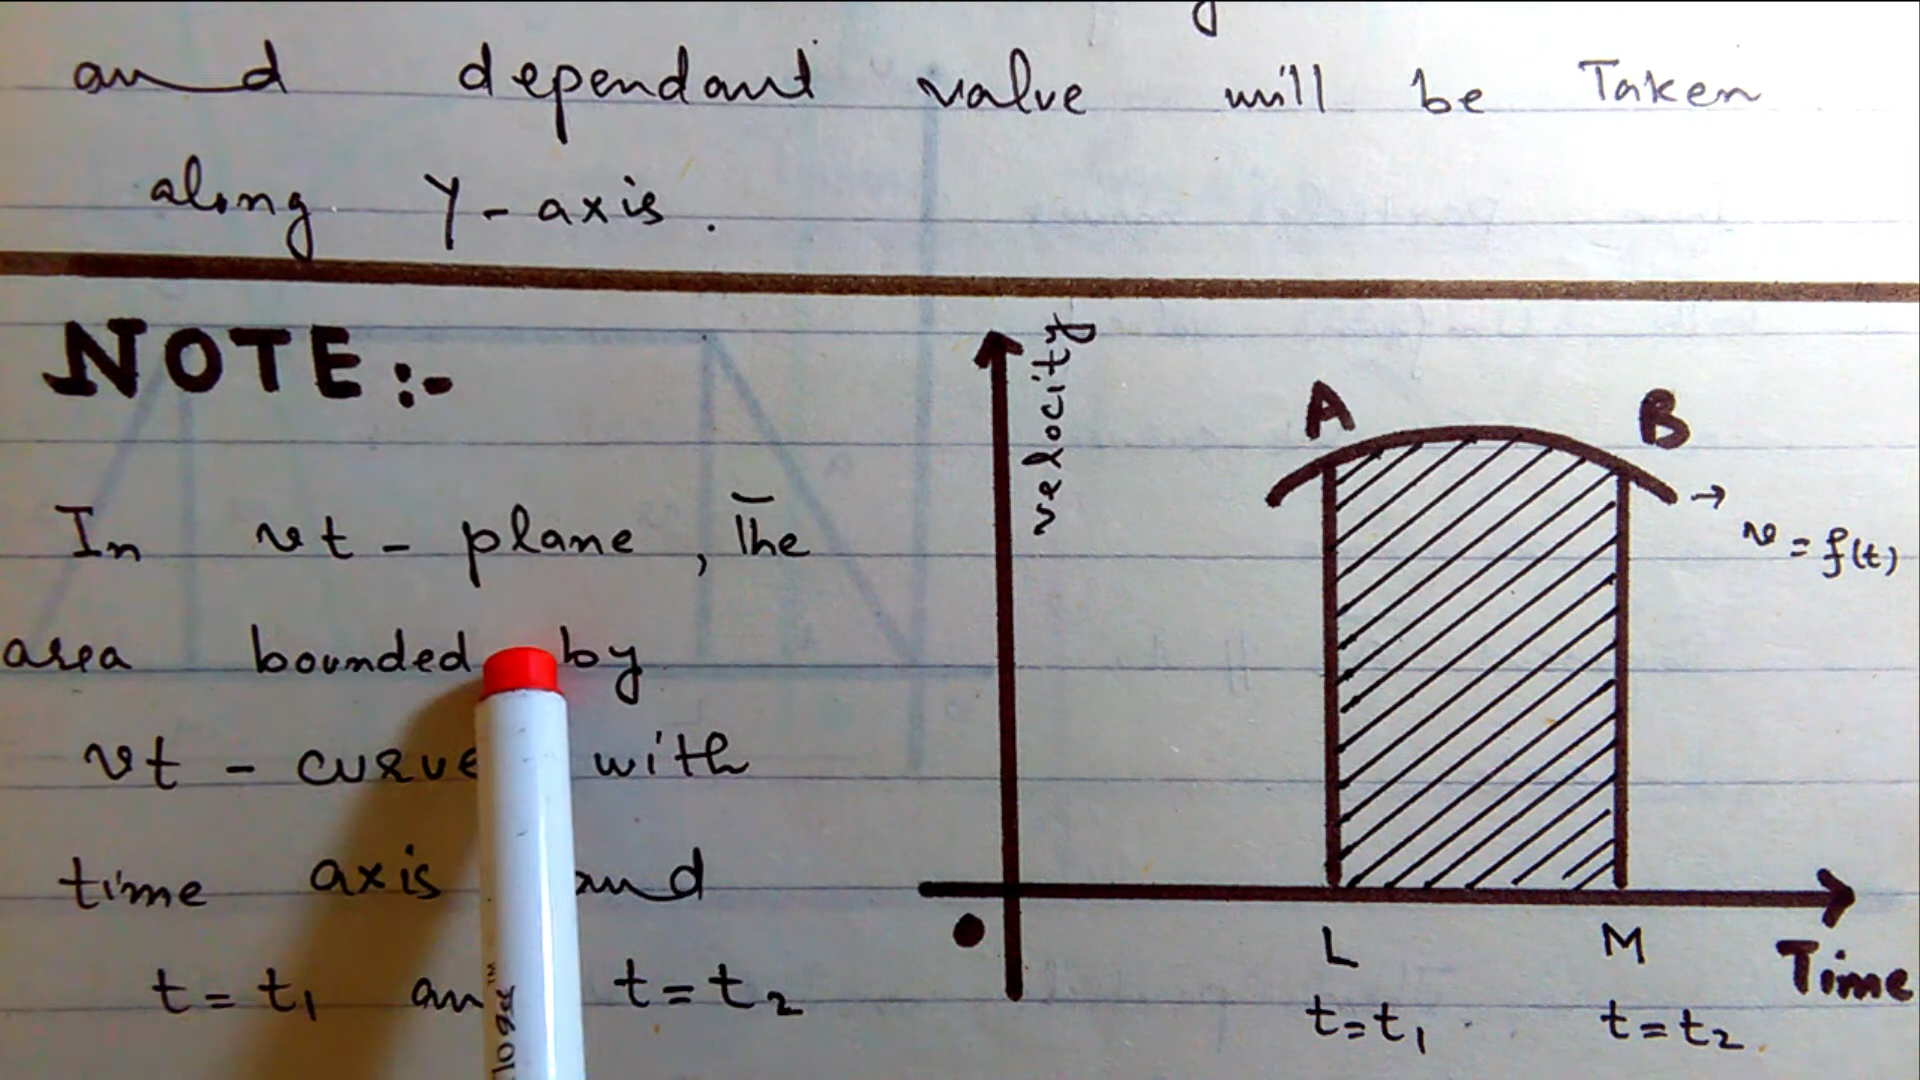 and dependant value will be Taken
along Y-axis.
NOTE:-
In vt-plane, The
area bounded by
vt-curve with
time axis and
t=t₁ an t=t₂
velocity
A
B
v=f(t)
L
M
Time
t=t₁
t=t₂